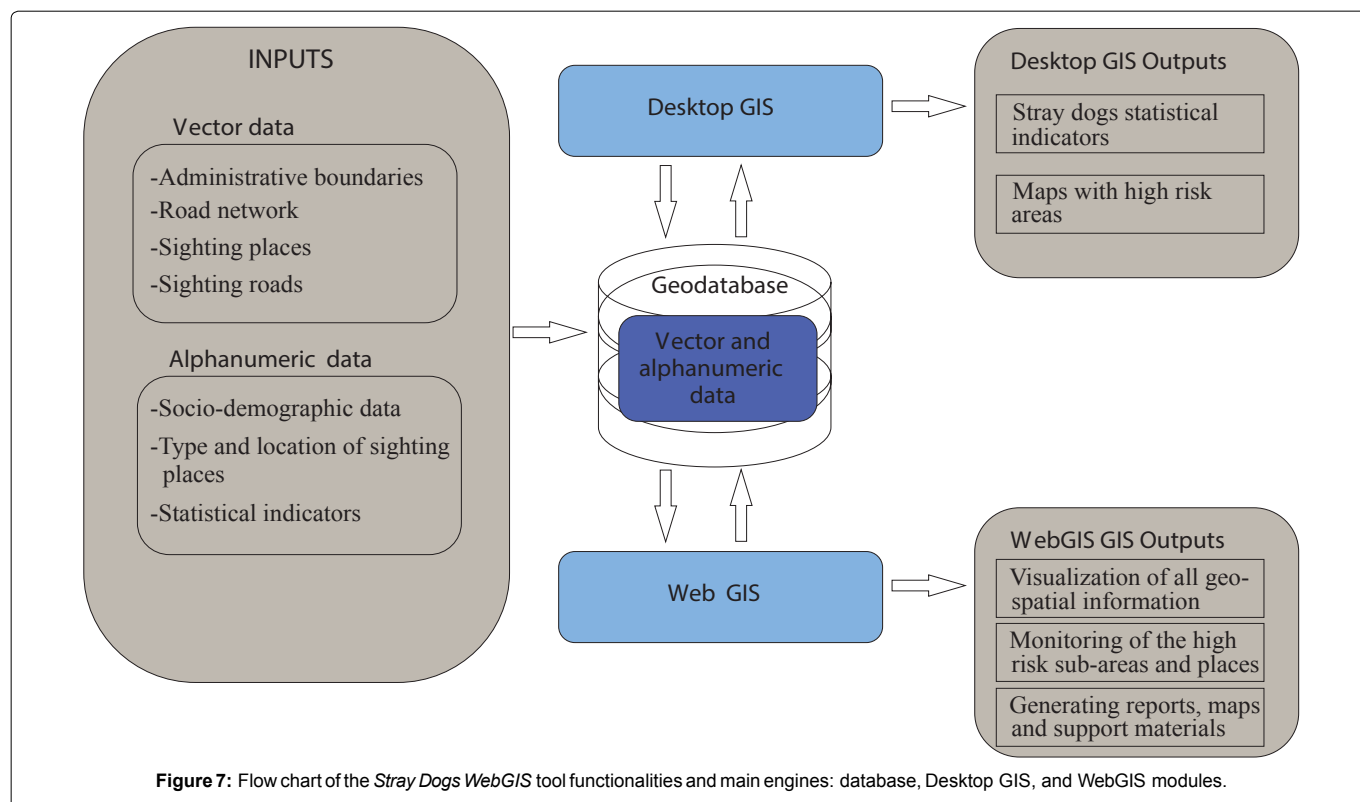 INPUTS
Vector data
-Administrative boundaries
-Road network
-Sighting places
-Sighting roads
Alphanumeric data
-Socio-demographic data
-Type and location of sighting
places
-Statistical indicators
Desktop GIS
Geodatabase
Vector and
alphanumeric
data
Web GIS
Desktop GIS Outputs
Stray dogs statistical
indicators
Maps with high risk
areas
WebGIS GIS Outputs
Visualization of all geo-
spatial information
Monitoring of the high
risk sub-areas and places
Generating reports, maps
and support materials
Figure 7: Flow chart of the Stray Dogs WebGIS tool functionalities and main engines: database, Desktop GIS, and WebGIS modules.